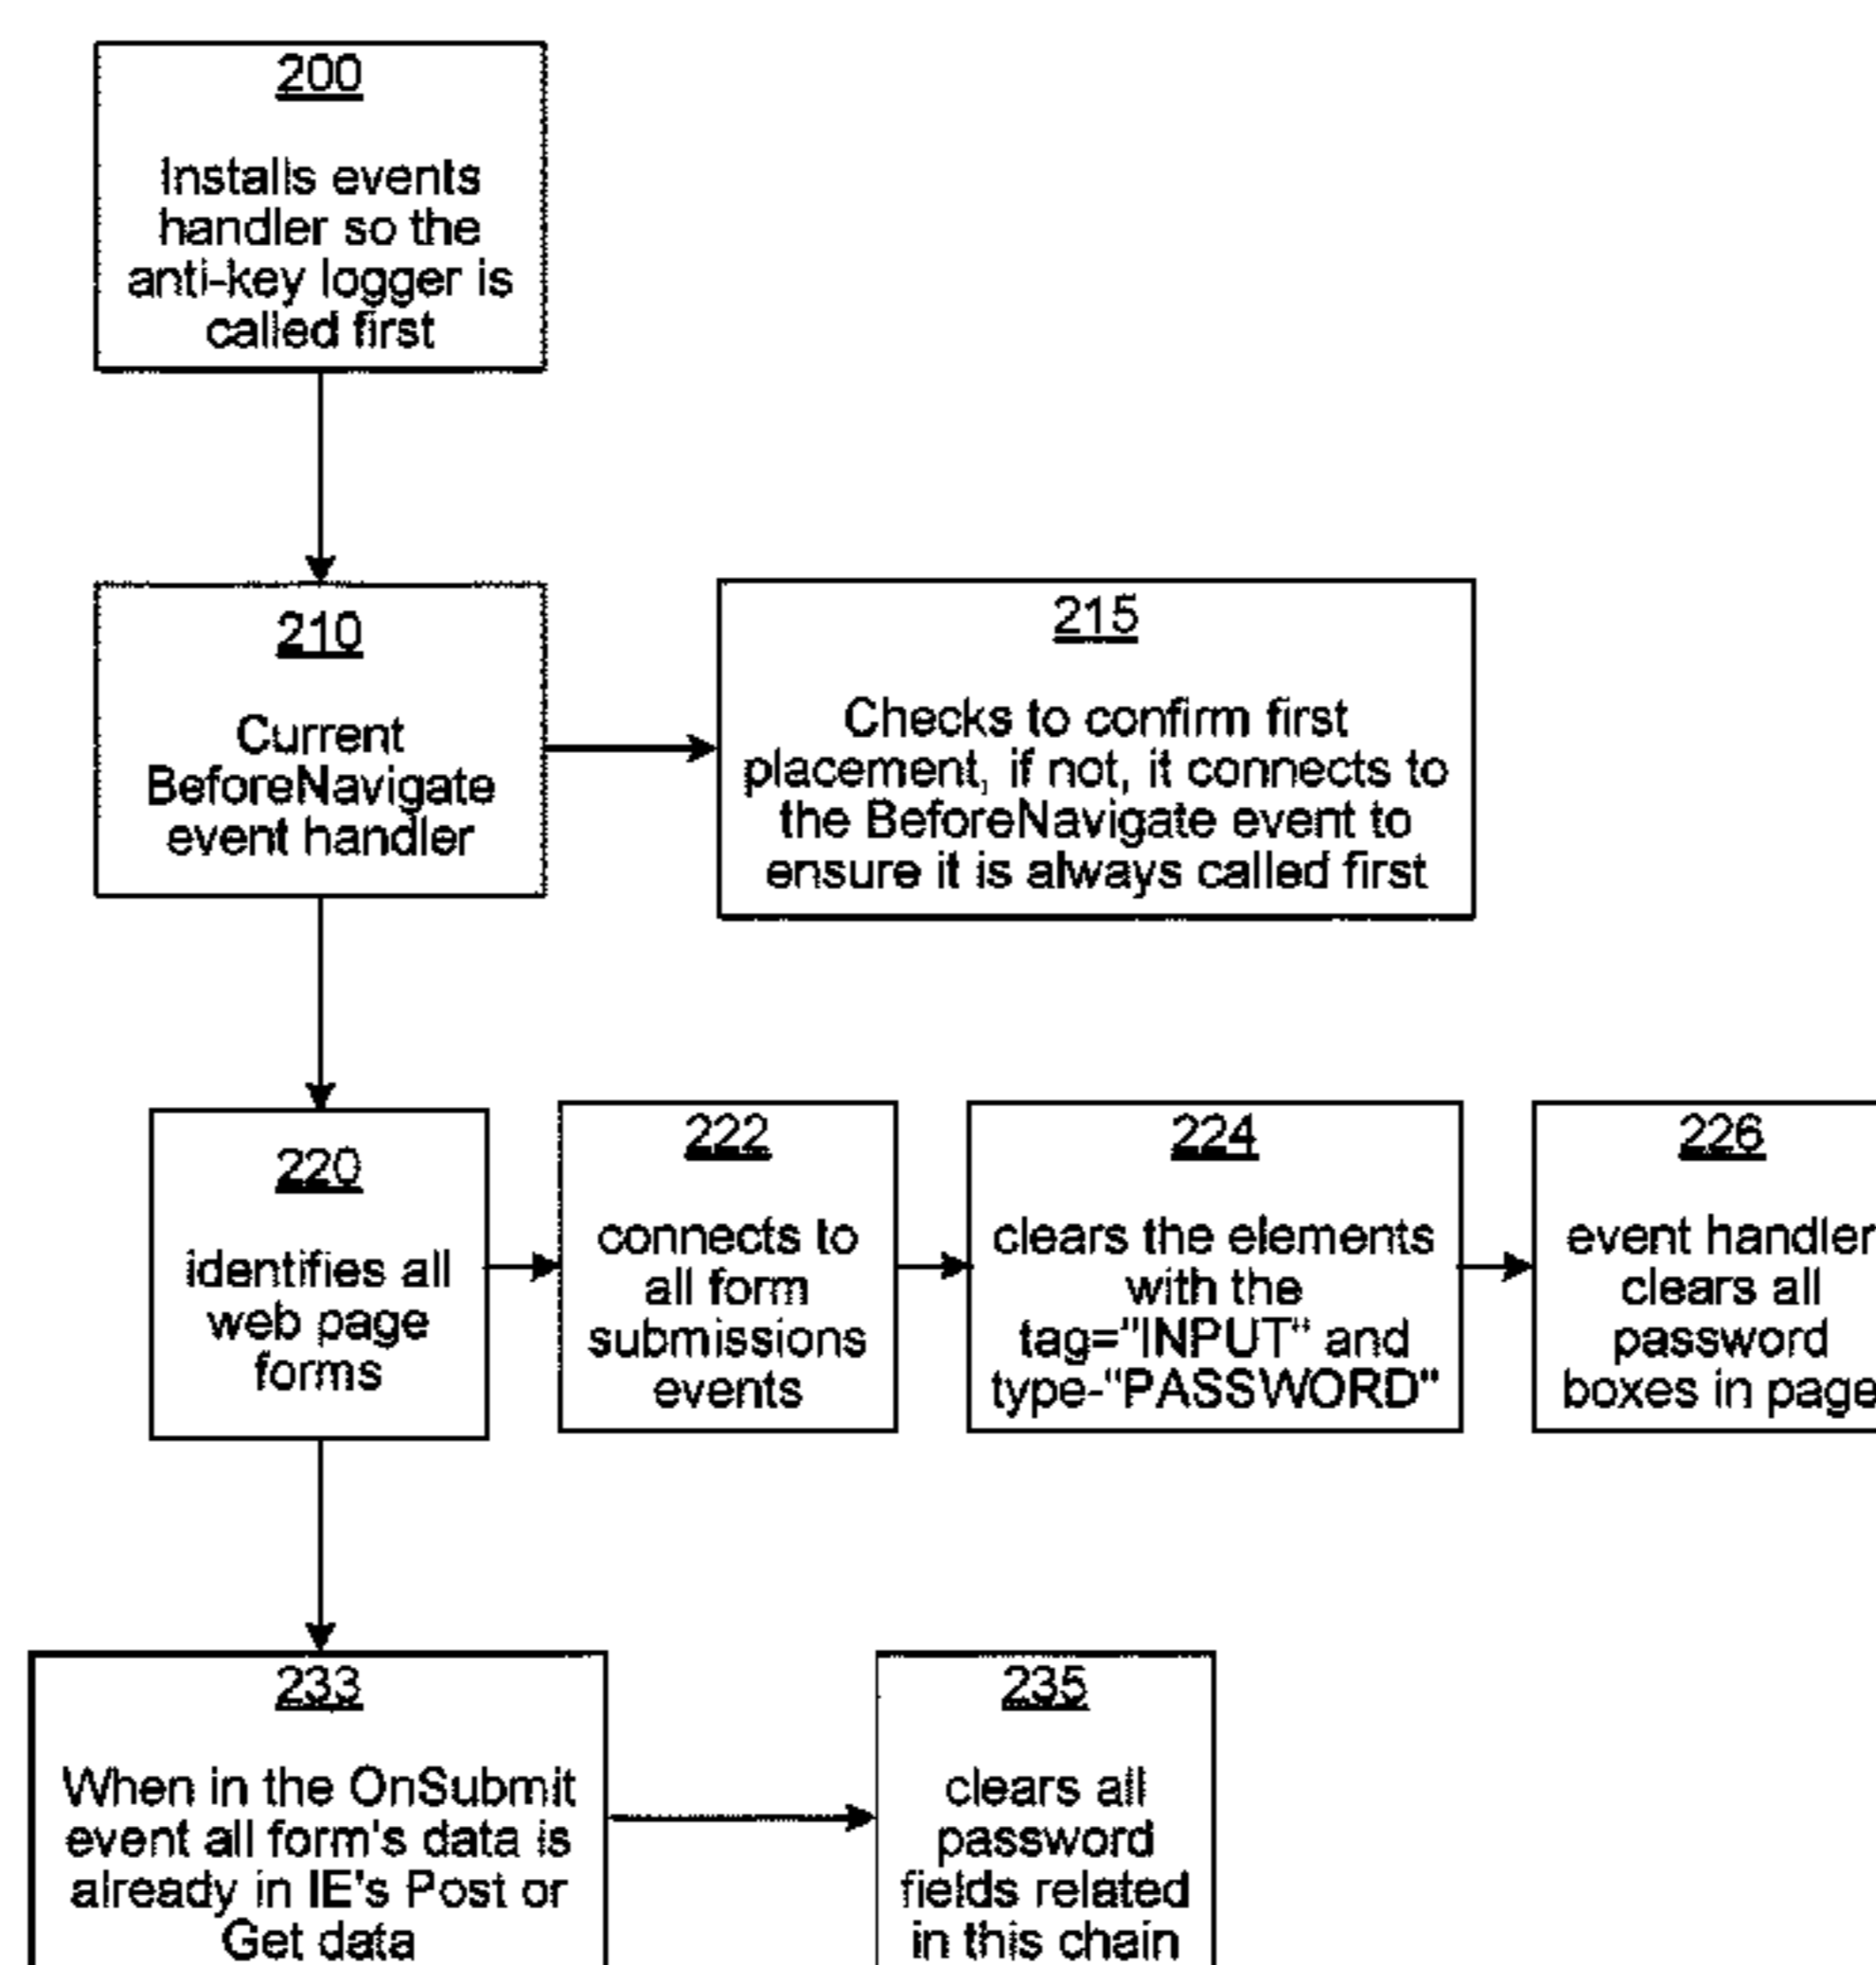 200
Installs events
handler so the
anti-key logger is
called first
210
Current
BeforeNavigate
event handler
215
Checks to confirm first
placement, if not, it connects to
the BeforeNavigate event to
ensure it is always called first
220
identifies all
web page
forms
222
connects to
all form
submissions
events
224
clears the elements
with the
tag="INPUT" and
type-"PASSWORD"
226
event handler
clears all
password
boxes in page
233
When in the OnSubmit
event all form's data is
already in IE's Post or
Get data
235
clears all
password
fields related
in this chain